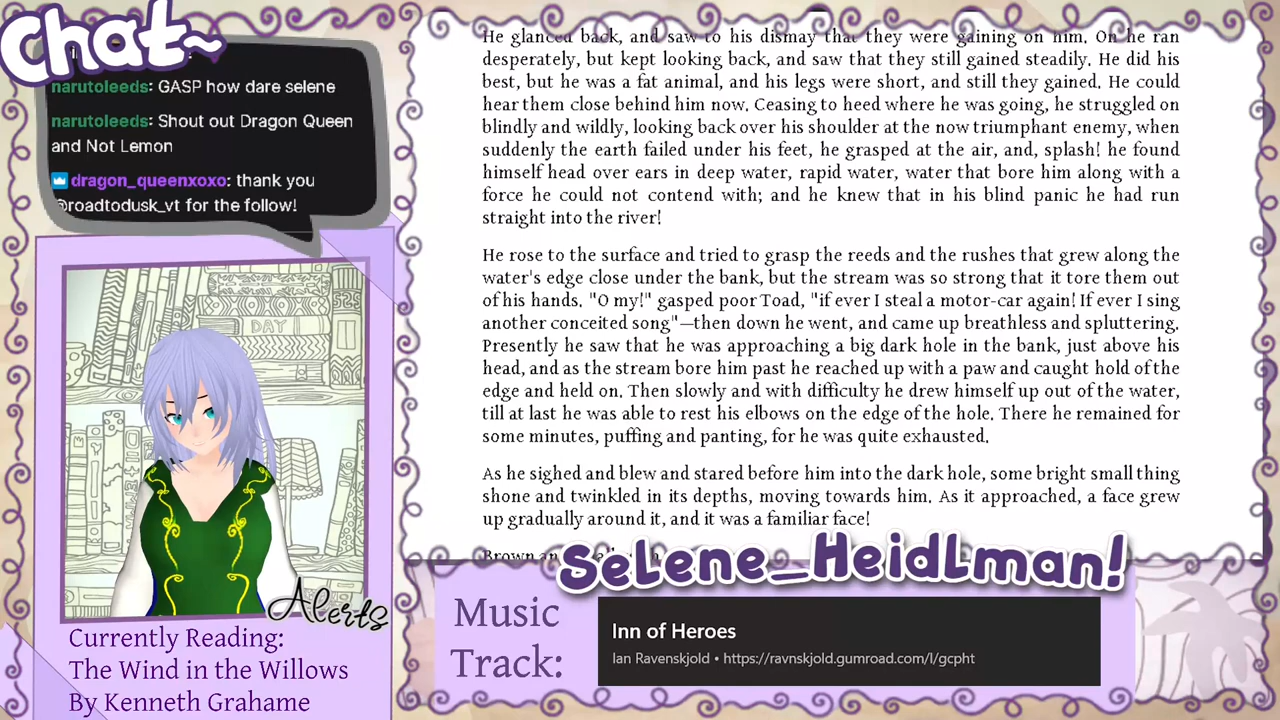 Chat~
narutoleeds: GASP how dare selene
narutoleeds: Shout out Dragon Queen
and Not Lemon
dragon_queenxoxo: thank you
@roadtodusk_vt for the follow!
DAY
Alerts
Currently Reading:
The Wind in the Willows
By Kenneth Grahame
He glanced back, and saw to his dismay that they were gaining on him. On he ran
desperately, but kept looking back, and saw that they still gained steadily. He did his
best, but he was a fat animal, and his legs were short, and still they gained. He could
hear them close behind him now. Ceasing to heed where he was going, he struggled on
blindly and wildly, looking back over his shoulder at the now triumphant enemy, when
suddenly the earth failed under his feet, he grasped at the air, and, splash! he found
himself head over ears in deep water, rapid water, water that bore him along with a
force he could not contend with; and he knew that in his blind panic he had run
straight into the river!
He rose to the surface and tried to grasp the reeds and the rushes that grew along the
water's edge close under the bank, but the stream was so strong that it tore them out
of his hands. "O my!" gasped poor Toad, "if ever I steal a motor-car again! If ever I sing
another conceited song"—then down he went, and came up breathless and spluttering.
Presently he saw that he was approaching a big dark hole in the bank, just above his
head, and as the stream bore him past he reached up with a paw and caught hold of the
edge and held on. Then slowly and with difficulty he drew himself up out of the water,
till at last he was able to rest his elbows on the edge of the hole. There he remained for
some minutes, puffing and panting, for he was quite exhausted.
As he sighed and blew and stared before him into the dark hole, some bright small thing
shone and twinkled in its depths, moving towards him. As it approached, a face grew
up gradually around it, and it was a familiar face!
Brown
Selene_Heidlman!
Music
Track:
Inn of Heroes
Ian Ravenskjold • https://ravnskjold.gumroad.com/l/gcpht